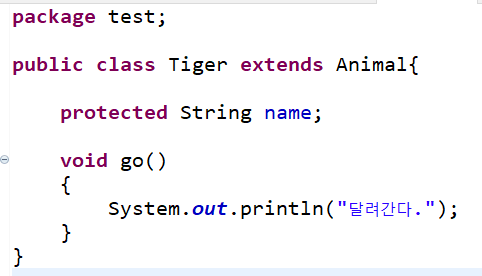 package test;
public class Tiger extends Animal{
protected String name;
void go()
{
System.out.println("달려간다.");
}
}